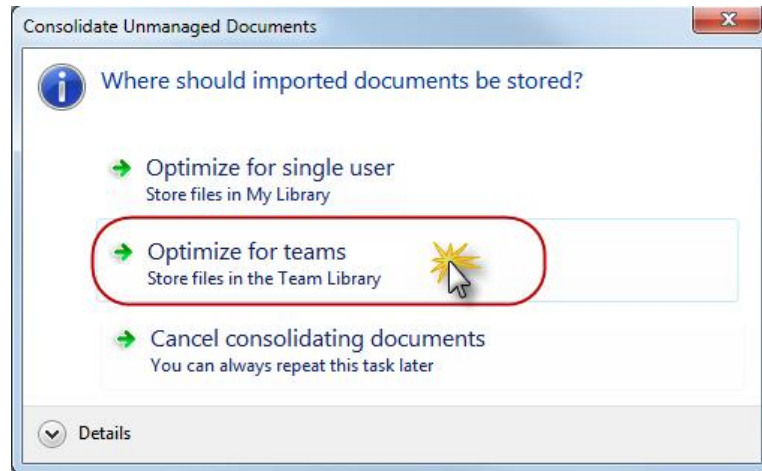 Consolidate Unmanaged Documents
Where should imported documents be stored?
Optimize for single user
Store files in My Library
Optimize for teams
Store files in the Team Library
Cancel consolidating documents
You can always repeat this task later
Details